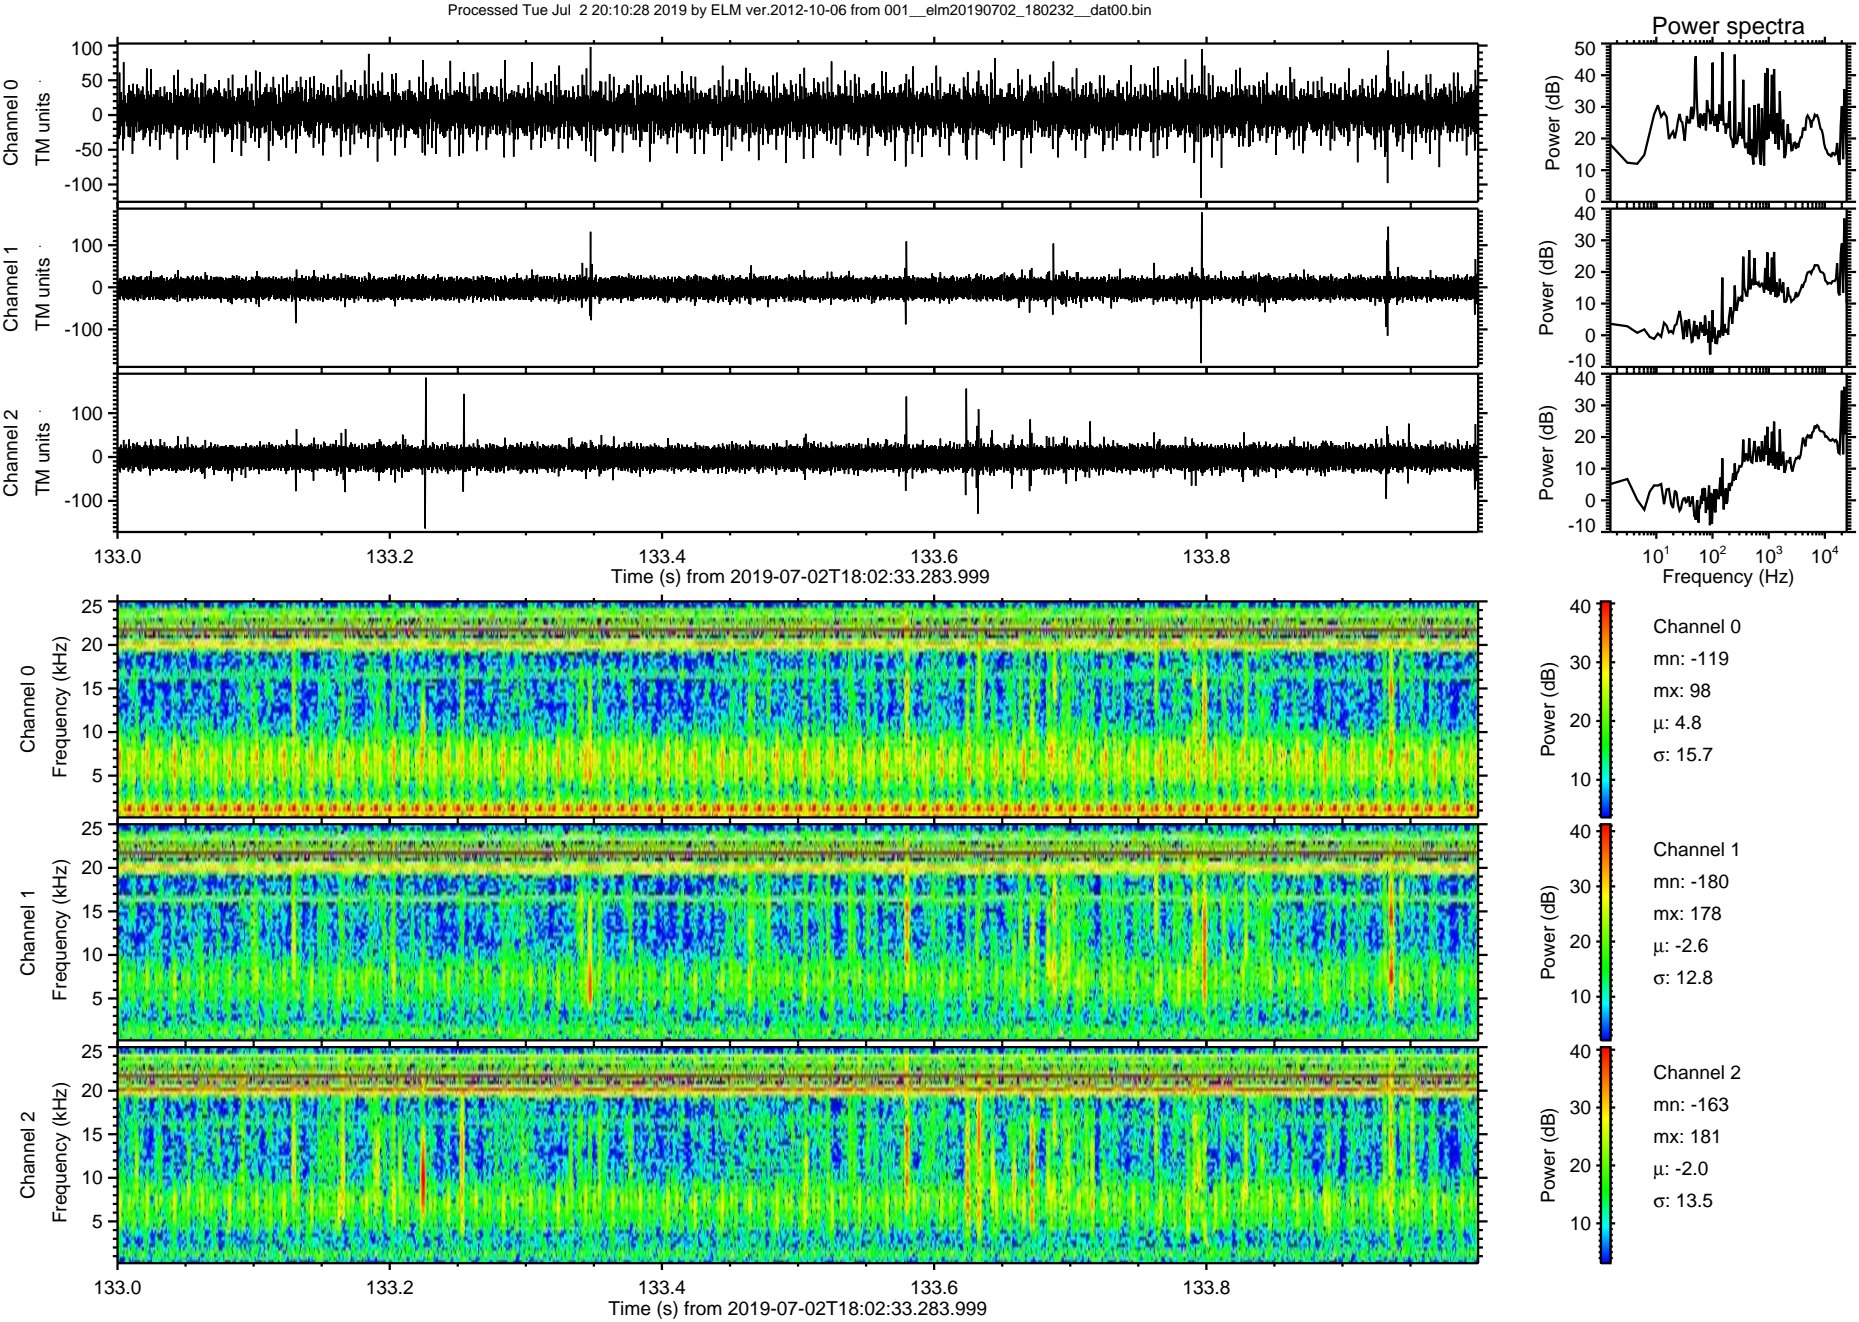 Processed Tue Jul 2 20:10:28 2019 by ELM ver.2012-10-06 from 001__elm20190702_180232__dat00.bin
Power spectra
Channel 0
TM units
100
50
0
-50
-100
Power (dB)
50
40
30
20
10
0
Channel 1
TM units
100
0
-100
Power (dB)
40
30
20
10
0
-10
Channel 2
TM units
100
0
-100
Power (dB)
40
30
20
10
0
-10
133.0 133.2 133.4 133.6 133.8
Time (s) from 2019-07-02T18:02:33.283.999
10^1 10^2 10^3 10^4
Frequency (Hz)
Channel 0
Frequency (kHz)
25
20
15
10
5
Power (dB)
40
30
20
10
Channel 0
mn: -119
mx: 98
μ: 4.8
σ: 15.7
Channel 1
Frequency (kHz)
25
20
15
10
5
Power (dB)
40
30
20
10
Channel 1
mn: -180
mx: 178
μ: -2.6
σ: 12.8
Channel 2
Frequency (kHz)
25
20
15
10
5
Power (dB)
40
30
20
10
Channel 2
mn: -163
mx: 181
μ: -2.0
σ: 13.5
133.0 133.2 133.4 133.6 133.8
Time (s) from 2019-07-02T18:02:33.283.999